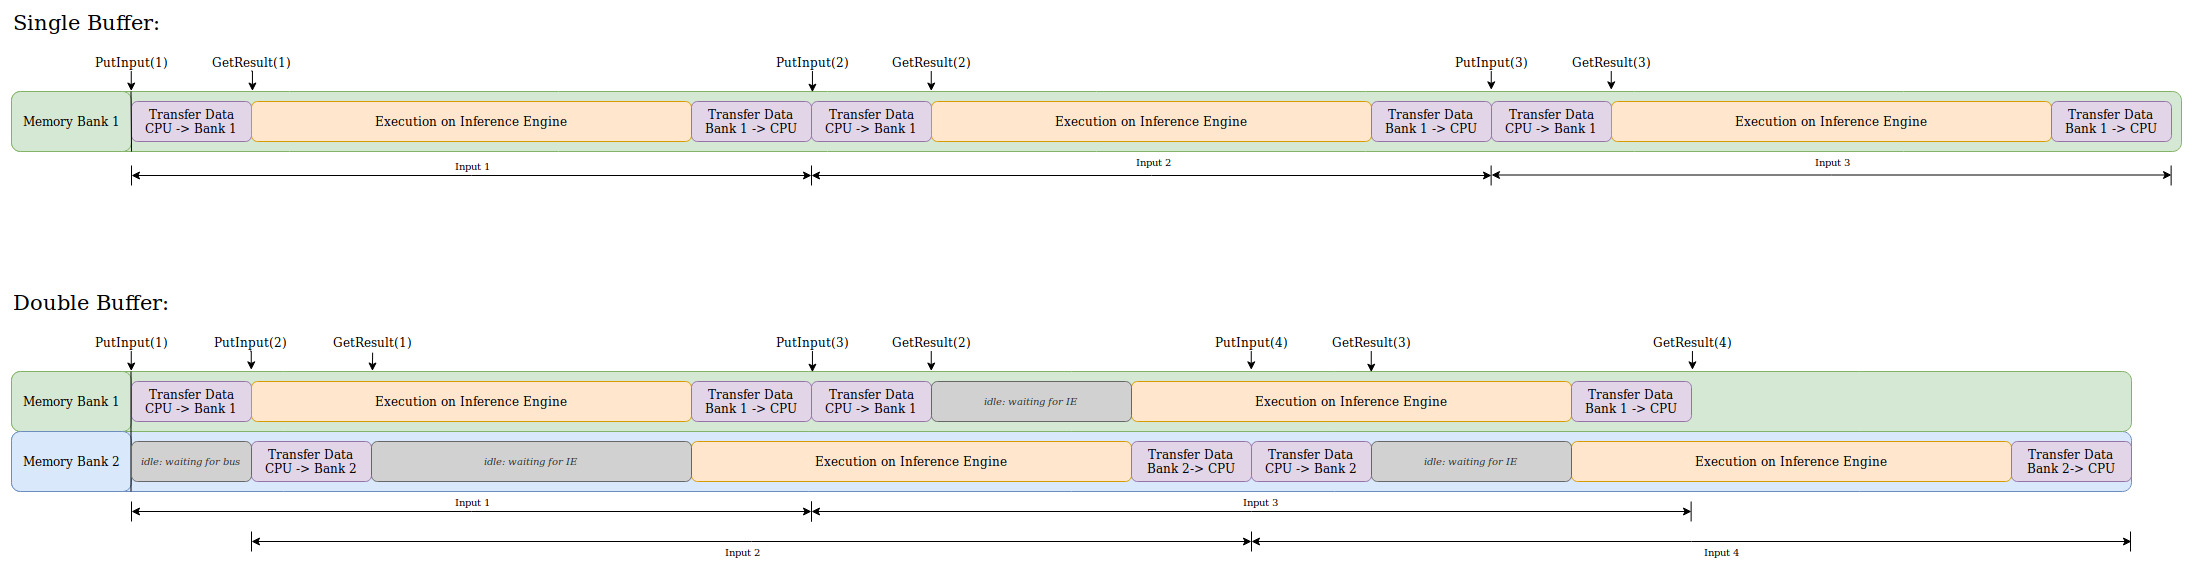 Single Buffer:
PutInput(1)
GetResult(1)
PutInput(2)
GetResult(2)
PutInput(3)
GetResult(3)
Memory Bank 1
Transfer Data
CPU -> Bank 1
Execution on Inference Engine
Transfer Data
Bank 1 -> CPU
Transfer Data
CPU -> Bank 1
Execution on Inference Engine
Transfer Data
Bank 1 -> CPU
Transfer Data
CPU -> Bank 1
Execution on Inference Engine
Transfer Data
Bank 1 -> CPU
Input 1
Input 2
Input 3
Double Buffer:
PutInput(1)
PutInput(2)
GetResult(1)
PutInput(3)
GetResult(2)
PutInput(4)
GetResult(3)
GetResult(4)
Memory Bank 1
Transfer Data
CPU -> Bank 1
Execution on Inference Engine
Transfer Data
Bank 1 -> CPU
Transfer Data
CPU -> Bank 1
idle: waiting for IE
Execution on Inference Engine
Transfer Data
Bank 1 -> CPU
Memory Bank 2
idle: waiting for bus
Transfer Data
CPU -> Bank 2
idle: waiting for IE
Execution on Inference Engine
Transfer Data
Bank 2-> CPU
Transfer Data
CPU -> Bank 2
idle: waiting for IE
Execution on Inference Engine
Transfer Data
Bank 2-> CPU
Input 1
Input 3
Input 2
Input 4